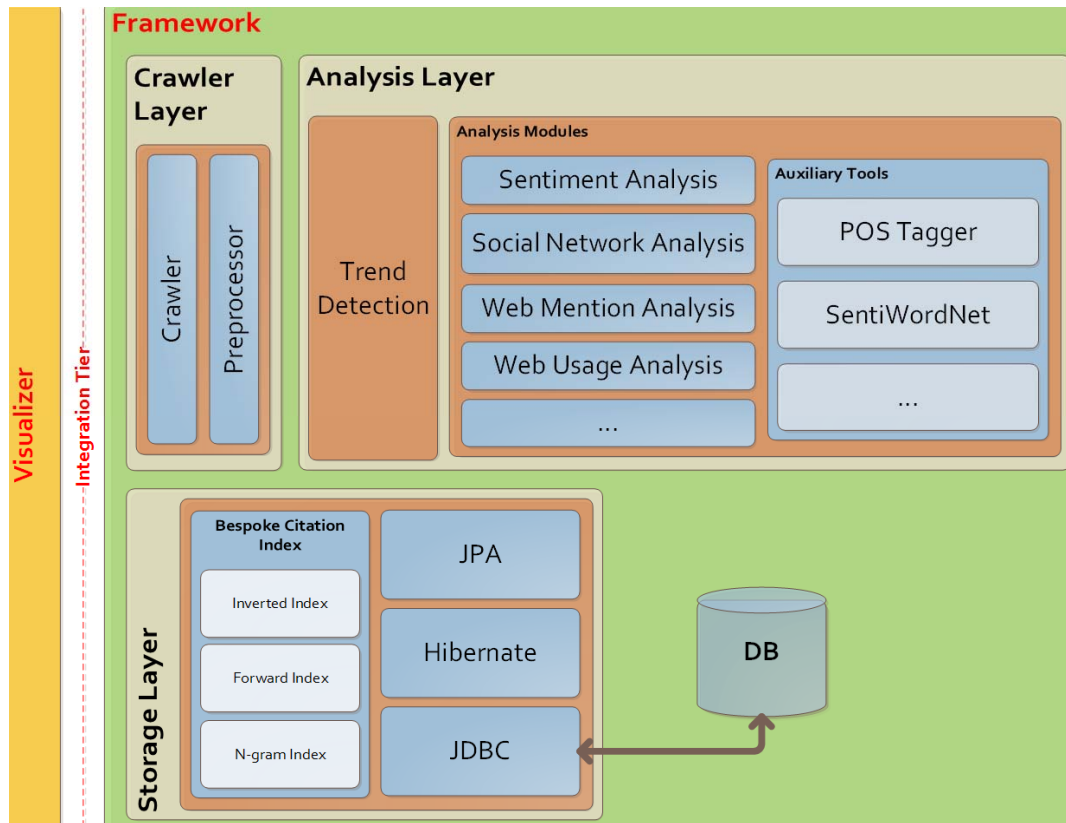 Visualizer
Integration Tier
Framework
Crawler
Layer
Crawler
Preprocessor
Analysis Layer
Trend
Detection
Analysis Modules
Sentiment Analysis
Social Network Analysis
Web Mention Analysis
Web Usage Analysis
...
Auxiliary Tools
POS Tagger
SentiWordNet
...
Storage Layer
Bespoke Citation
Index
Inverted Index
Forward Index
N-gram Index
JPA
Hibernate
JDBC
DB